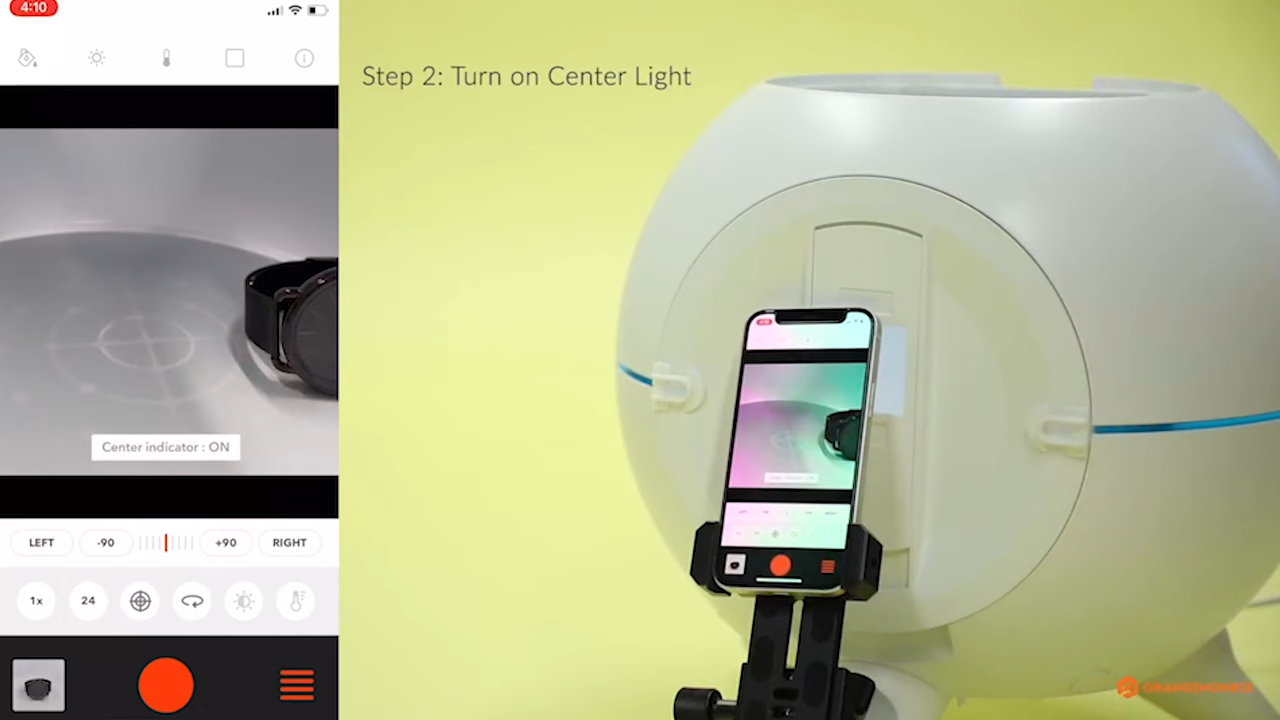 4:10
Step 2: Turn on Center Light
Center indicator : ON
LEFT -90 +90 RIGHT
1x 24
ORANGEMONKIE